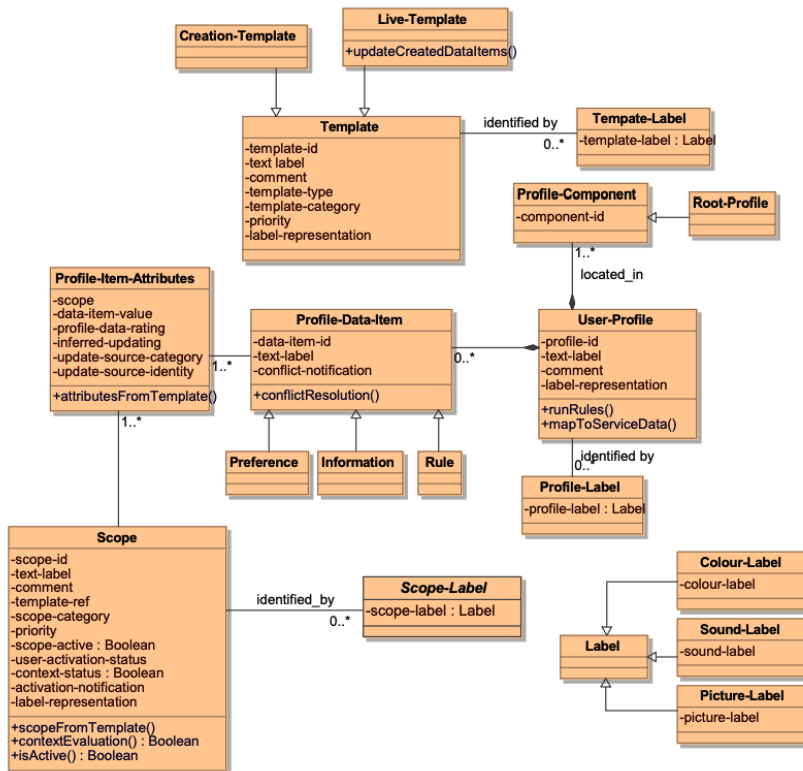 Live-Template
+updateCreatedDataItems()
Creation-Template
Template
-template-id
-text label
-comment
-template-type
-template-category
-priority
-label-representation
identified by
0..*
Tempate-Label
-template-label : Label
Profile-Component
-component-id
Root-Profile
1..*
located_in
Profile-Item-Attributes
-scope
-data-item-value
-profile-data-rating
-inferred-updating
-update-source-category
-update-source-identity
+attributesFromTemplate()
1..*
1..*
Profile-Data-Item
-data-item-id
-text-label
-conflict-notification
+conflictResolution()
0..*
User-Profile
-profile-id
-text-label
-comment
-label-representation
+runRules()
+mapToServiceData()
Preference
Information
Rule
identified by
0..*
Profile-Label
-profile-label : Label
Scope
-scope-id
-text-label
-comment
-template-ref
-scope-category
-priority
-scope-active : Boolean
-user-activation-status
-context-status : Boolean
-activation-notification
-label-representation
+scopeFromTemplate()
+contextEvaluation() : Boolean
+isActive() : Boolean
identified_by
0..*
Scope-Label
-scope-label : Label
Colour-Label
-colour-label
Label
Sound-Label
-sound-label
Picture-Label
-picture-label